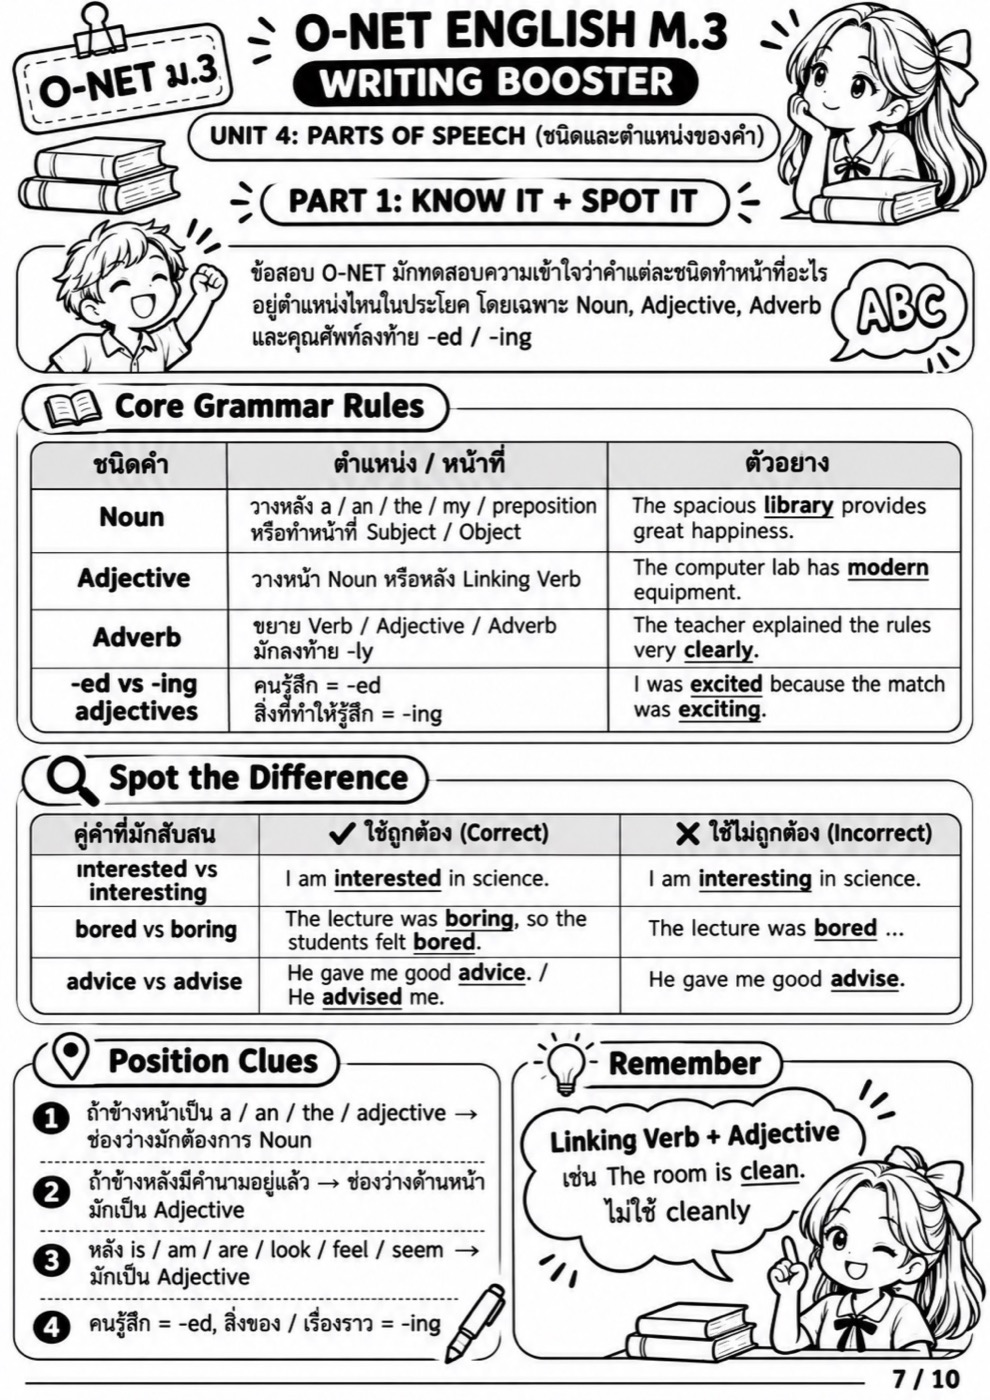 O-NET ม.3
O-NET ENGLISH M.3
WRITING BOOSTER
UNIT 4: PARTS OF SPEECH (ชนิดและตำแหน่งของคำ)
PART 1: KNOW IT + SPOT IT
ข้อสอบ O-NET มักทดสอบความเข้าใจว่าคำแต่ละชนิดทำหน้าที่อะไร
อยู่ตำแหน่งไหนในประโยค โดยเฉพาะ Noun, Adjective, Adverb
และคุณศัพท์ลงท้าย -ed / -ing
ABC
Core Grammar Rules
ชนิดคำ
ตำแหน่ง / หน้าที่
ตัวอย่าง
Noun
วางหลัง a / an / the / my / preposition
หรือทำหน้าที่ Subject / Object
The spacious library provides
great happiness.
Adjective
วางหน้า Noun หรือหลัง Linking Verb
The computer lab has modern
equipment.
Adverb
ขยาย Verb / Adjective / Adverb
มักลงท้าย -ly
The teacher explained the rules
very clearly.
-ed vs -ing
adjectives
คนรู้สึก = -ed
สิ่งที่ทำให้รู้สึก = -ing
I was excited because the match
was exciting.
Spot the Difference
คู่คำที่มักสับสน
✔ ใช้ถูกต้อง (Correct)
✘ ใช้ไม่ถูกต้อง (Incorrect)
interested vs
interesting
I am interested in science.
I am interesting in science.
bored vs boring
The lecture was boring, so the
students felt bored.
The lecture was bored ...
advice vs advise
He gave me good advice. /
He advised me.
He gave me good advise.
Position Clues
1 ถ้าข้างหน้าเป็น a / an / the / adjective →
ช่องว่างมักต้องการ Noun
2 ถ้าข้างหลังมีคำนามอยู่แล้ว → ช่องว่างด้านหน้า
มักเป็น Adjective
3 หลัง is / am / are / look / feel / seem →
มักเป็น Adjective
4 คนรู้สึก = -ed, สิ่งของ / เรื่องราว = -ing
Remember
Linking Verb + Adjective
เช่น The room is clean.
ไม่ใช้ cleanly
7 / 10